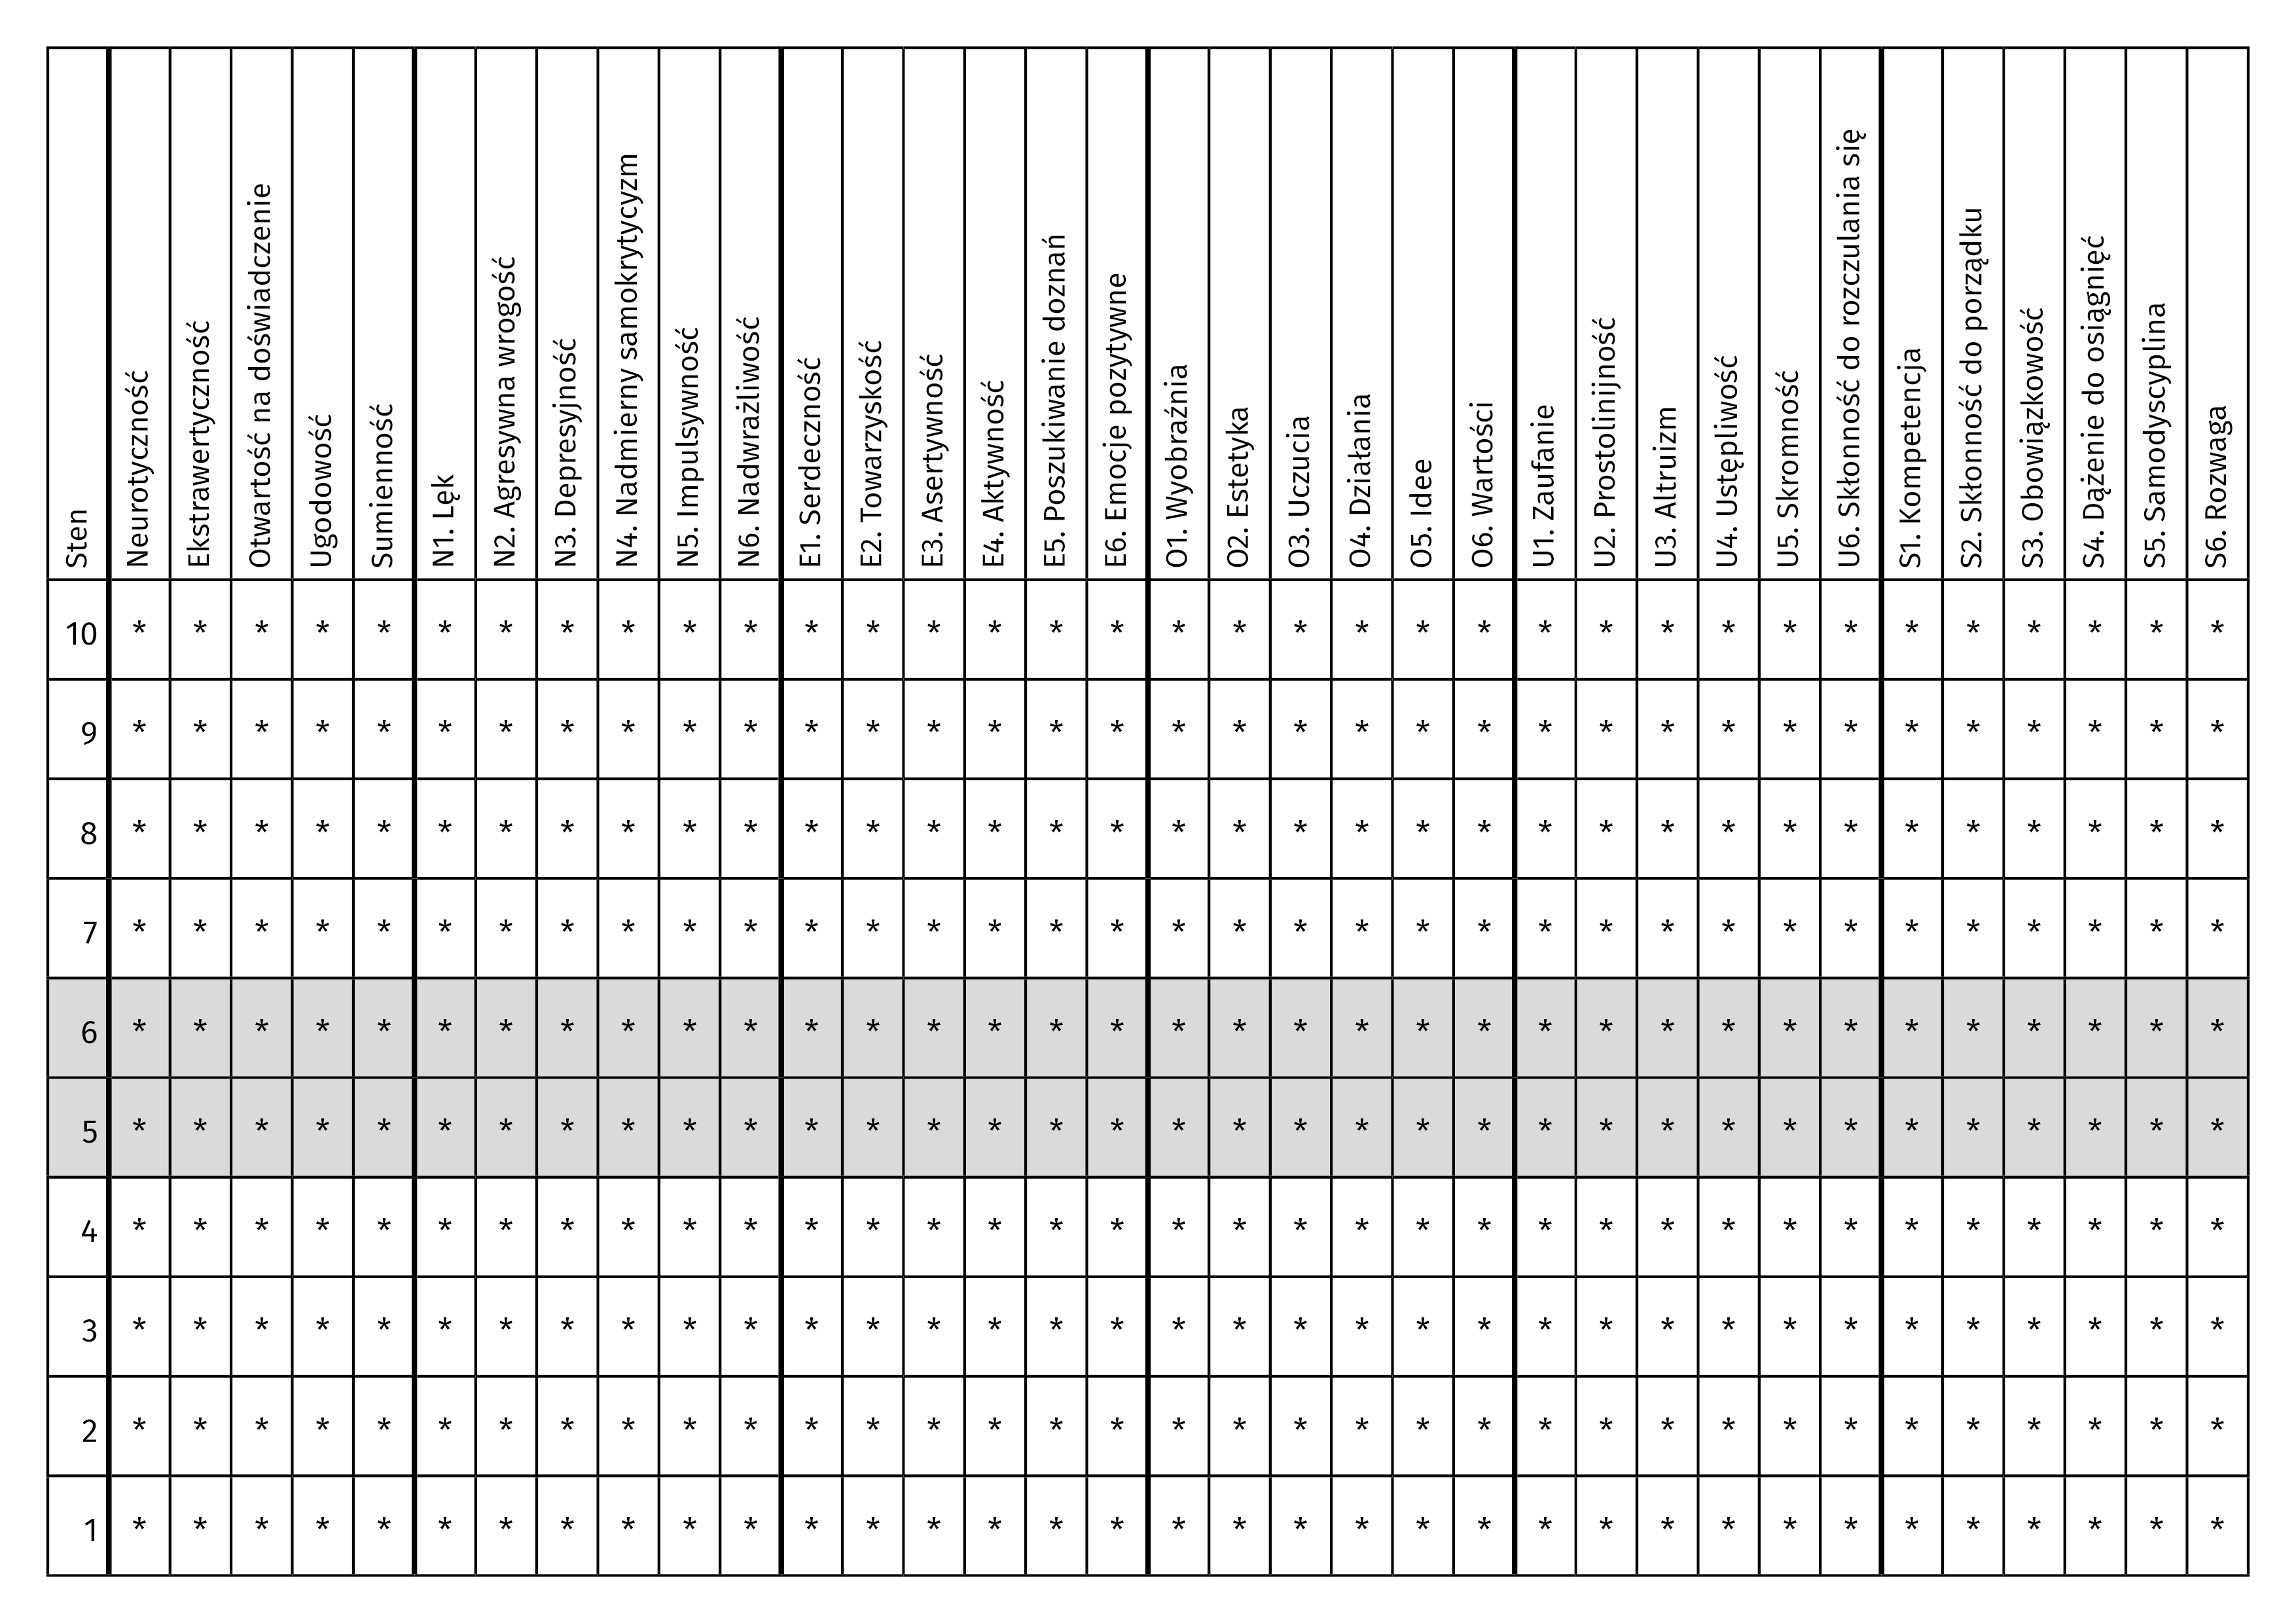 Sten
Neurotyczność
Ekstrawertyczność
Otwartość na doświadczenie
Ugodowość
Sumienność
N1. Lęk
N2. Agresywna wrogość
N3. Depresyjność
N4. Nadmierny samokrytycyzm
N5. Impulsywność
N6. Nadwrażliwość
E1. Serdeczność
E2. Towarzyskość
E3. Asertywność
E4. Aktywność
E5. Poszukiwanie doznań
E6. Emocje pozytywne
O1. Wyobraźnia
O2. Estetyka
O3. Uczucia
O4. Działania
O5. Idee
O6. Wartości
U1. Zaufanie
U2. Prostolinijność
U3. Altruizm
U4. Ustępliwość
U5. Skromność
U6. Skłonność do rozczulania się
S1. Kompetencja
S2. Skłonność do porządku
S3. Obowiązkowość
S4. Dążenie do osiągnięć
S5. Samodyscyplina
S6. Rozwaga
10 * * * * * * * * * * * * * * * * * * * * * * * * * * * * * * * * * * *
9 * * * * * * * * * * * * * * * * * * * * * * * * * * * * * * * * * * *
8 * * * * * * * * * * * * * * * * * * * * * * * * * * * * * * * * * * *
7 * * * * * * * * * * * * * * * * * * * * * * * * * * * * * * * * * * *
6 * * * * * * * * * * * * * * * * * * * * * * * * * * * * * * * * * * *
5 * * * * * * * * * * * * * * * * * * * * * * * * * * * * * * * * * * *
4 * * * * * * * * * * * * * * * * * * * * * * * * * * * * * * * * * * *
3 * * * * * * * * * * * * * * * * * * * * * * * * * * * * * * * * * * *
2 * * * * * * * * * * * * * * * * * * * * * * * * * * * * * * * * * * *
1 * * * * * * * * * * * * * * * * * * * * * * * * * * * * * * * * * * *